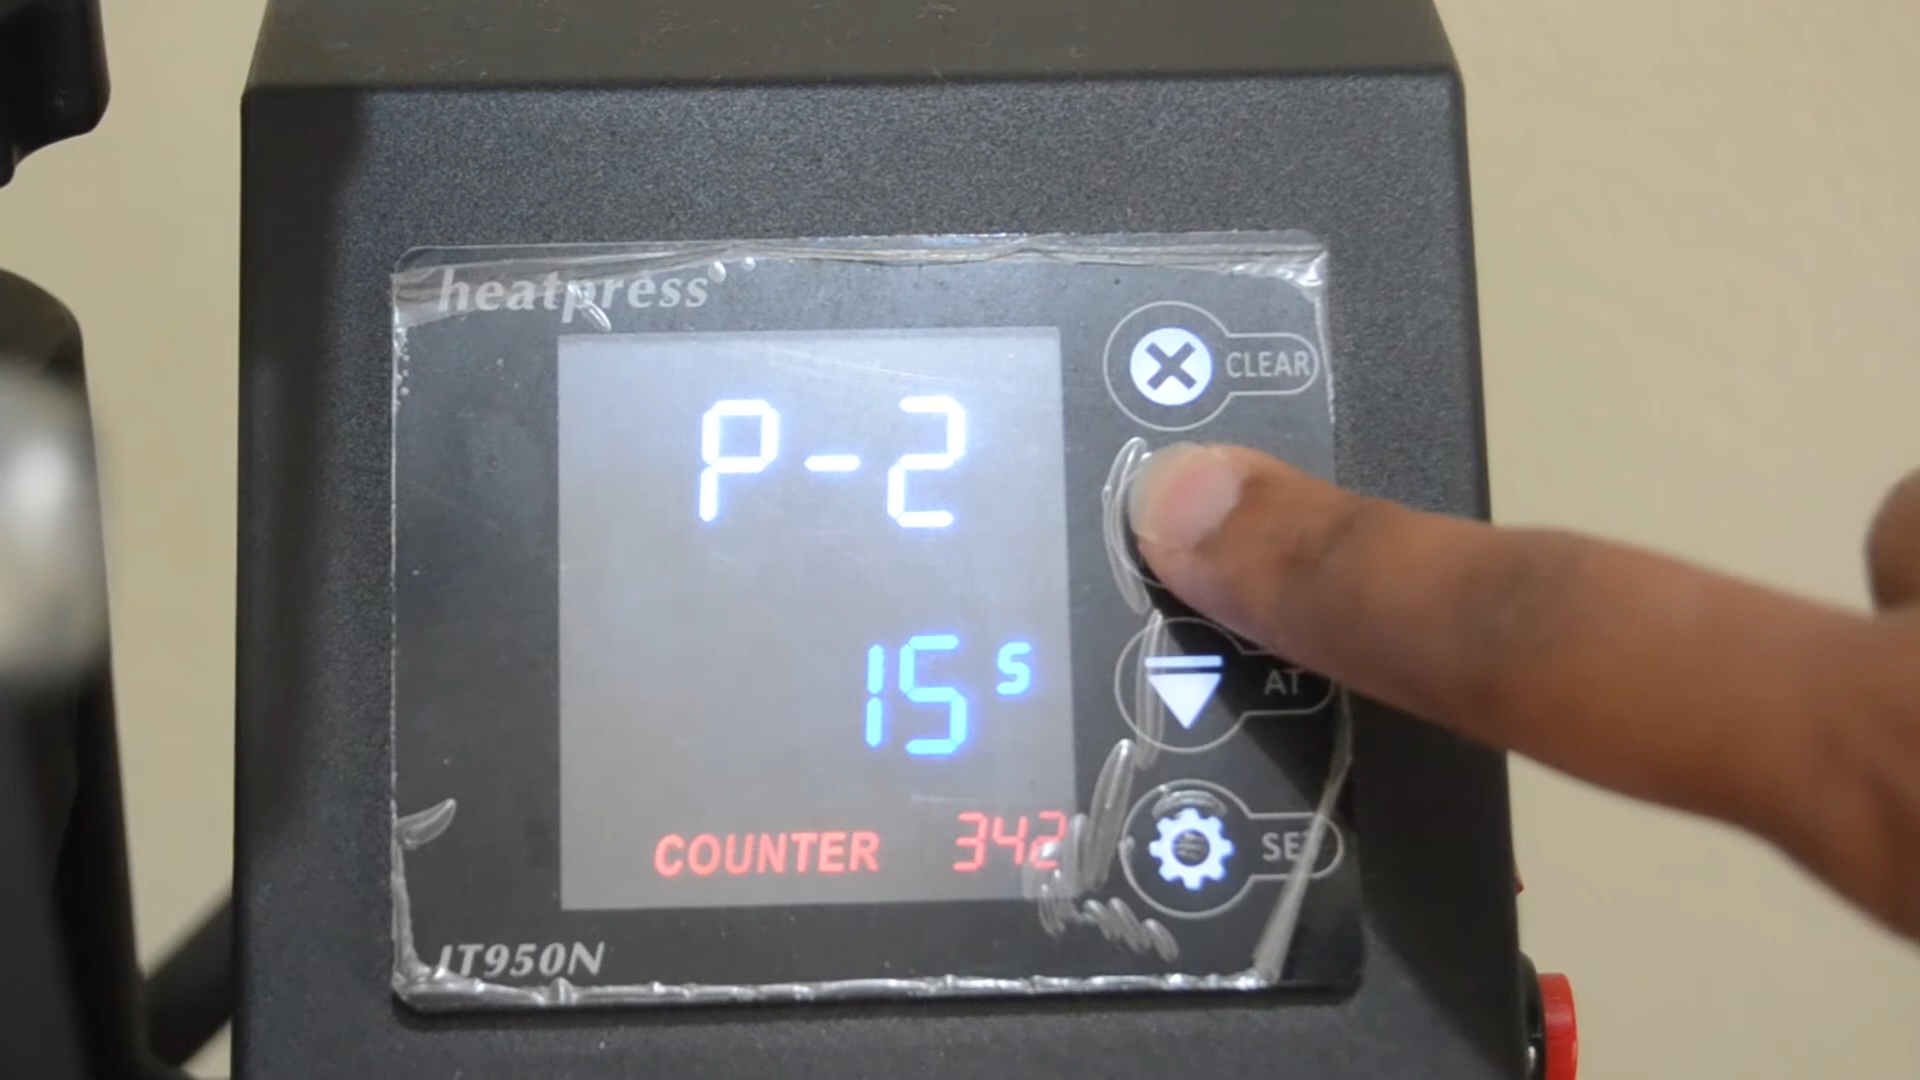 heatpress
CLEAR
P-2
15 s
AT
COUNTER 342
SET
IT950N